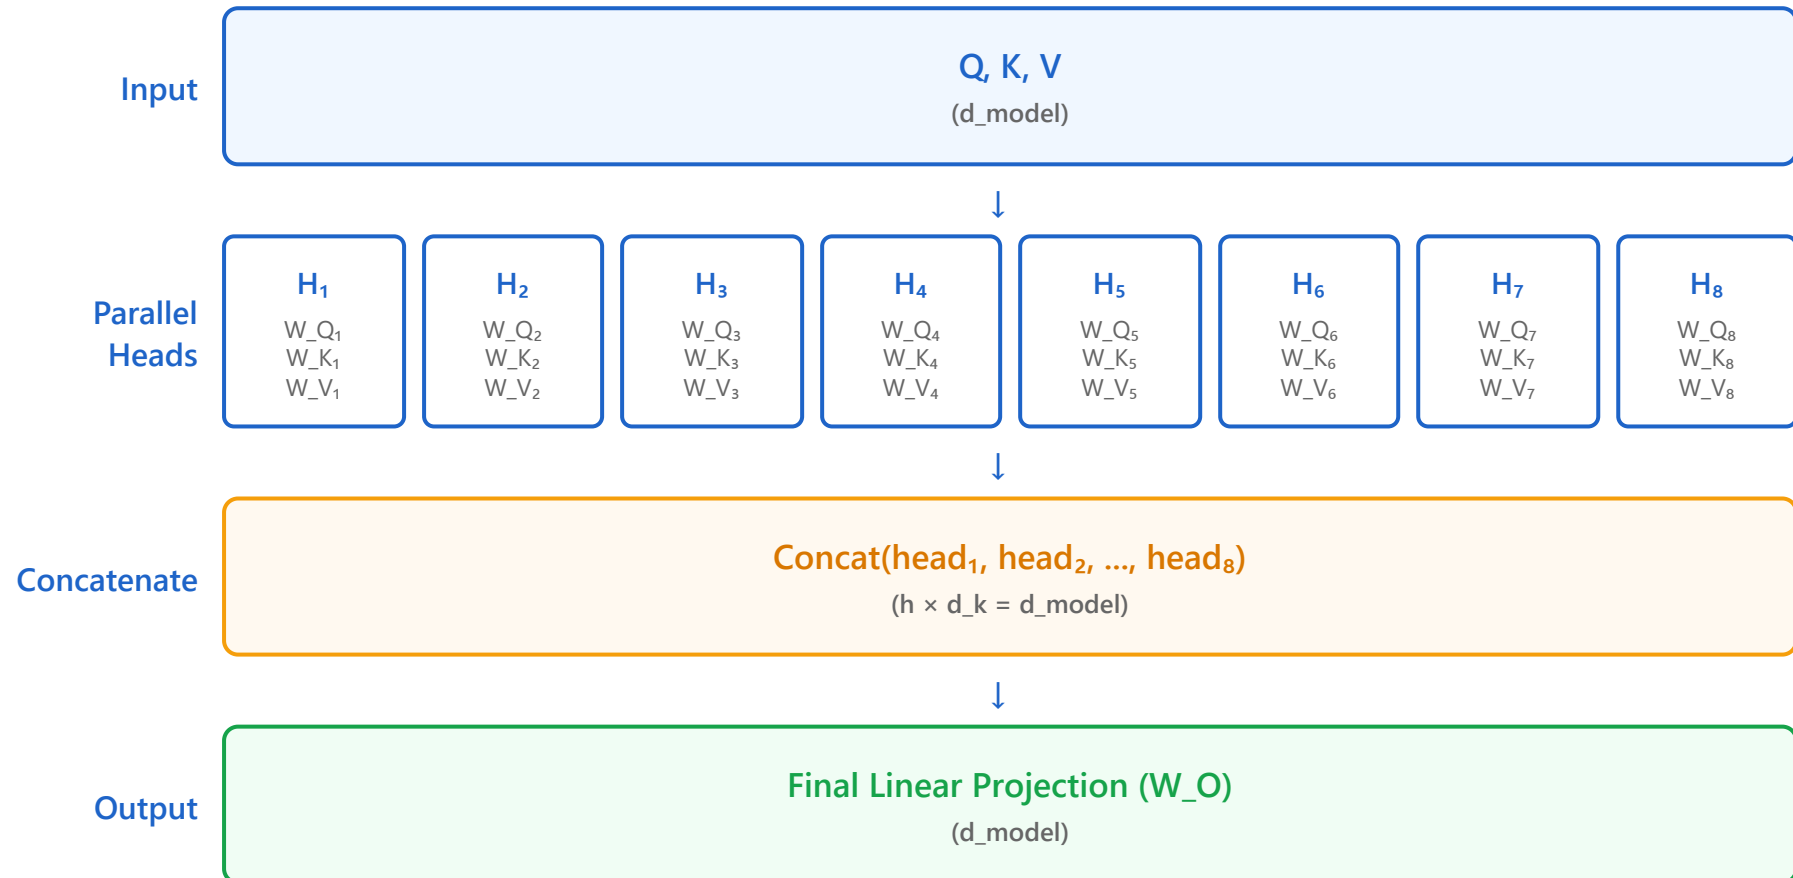 Input
Q, K, V
(d_model)
↓
Parallel
Heads
H₁
W_Q₁
W_K₁
W_V₁
H₂
W_Q₂
W_K₂
W_V₂
H₃
W_Q₃
W_K₃
W_V₃
H₄
W_Q₄
W_K₄
W_V₄
H₅
W_Q₅
W_K₅
W_V₅
H₆
W_Q₆
W_K₆
W_V₆
H₇
W_Q₇
W_K₇
W_V₇
H₈
W_Q₈
W_K₈
W_V₈
↓
Concatenate
Concat(head₁, head₂, ..., head₈)
(h × d_k = d_model)
↓
Output
Final Linear Projection (W_O)
(d_model)